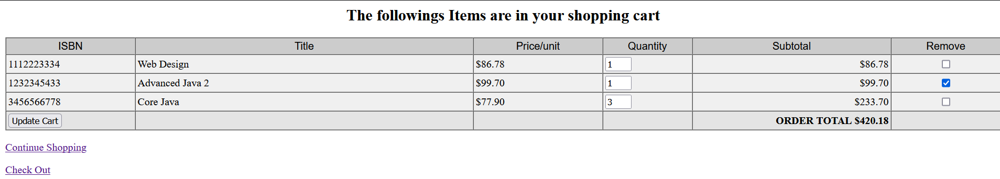 The followings Items are in your shopping cart
ISBN Title Price/unit Quantity Subtotal Remove
1112223334 Web Design $86.78 1 $86.78
1232345433 Advanced Java 2 $99.70 1 $99.70
3456566778 Core Java $77.90 3 $233.70
Update Cart ORDER TOTAL $420.18
Continue Shopping
Check Out